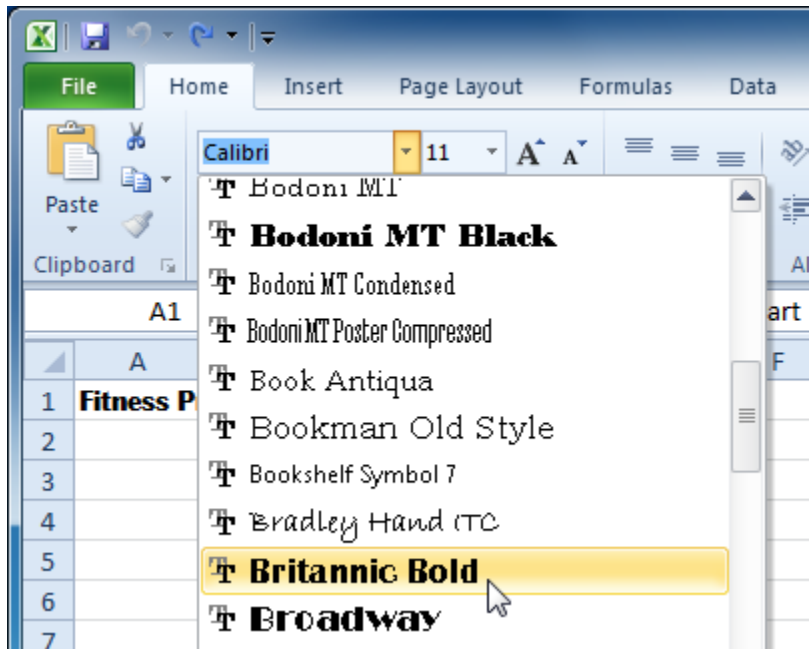 File Home Insert Page Layout Formulas Data
Calibri 11 A A
Paste
Clipboard
Bodoni MT
Bodoni MT Black
Bodoni MT Condensed
Bodoni MT Poster Compressed
Book Antiqua
Bookman Old Style
Bookshelf Symbol 7
Bradley Hand ITC
Britannic Bold
Broadway
A1 art
A F
1 Fitness P
2
3
4
5
6
7